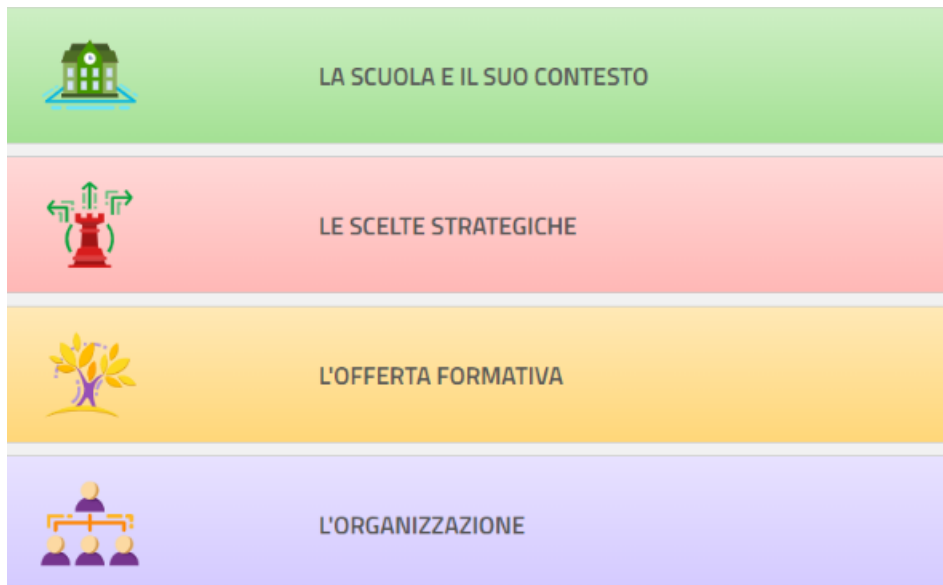 LA SCUOLA E IL SUO CONTESTO
LE SCELTE STRATEGICHE
L'OFFERTA FORMATIVA
L'ORGANIZZAZIONE